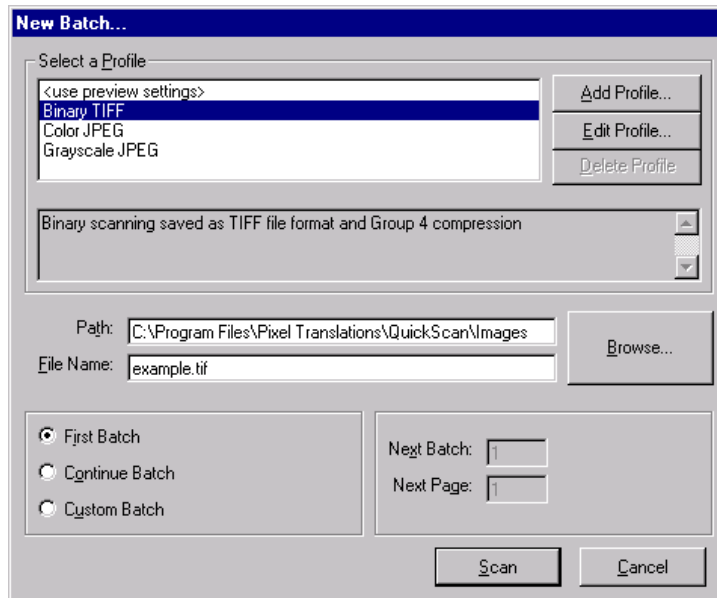 New Batch...
Select a Profile
<use preview settings>
Binary TIFF
Color JPEG
Grayscale JPEG
Add Profile...
Edit Profile...
Delete Profile
Binary scanning saved as TIFF file format and Group 4 compression
Path: C:\Program Files\Pixel Translations\QuickScan\Images
File Name: example.tif
Browse...
First Batch
Continue Batch
Custom Batch
Next Batch: 1
Next Page: 1
Scan
Cancel